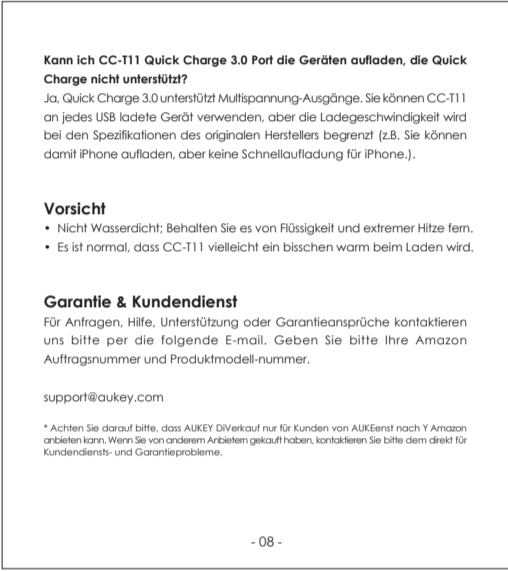 Kann ich CC-T11 Quick Charge 3.0 Port die Geräten aufladen, die Quick
Charge nicht unterstützt?
Ja, Quick Charge 3.0 unterstützt Multispannung-Ausgänge. Sie können CC-T11
an jedes USB ladete Gerät verwenden, aber die Ladegeschwindigkeit wird
bei den Spezifikationen des originalen Herstellers begrenzt (z.B. Sie können
damit iPhone aufladen, aber keine Schnellaufladung für iPhone.).
Vorsicht
• Nicht Wasserdicht; Behalten Sie es von Flüssigkeit und extremer Hitze fern.
• Es ist normal, dass CC-T11 vielleicht ein bisschen warm beim Laden wird.
Garantie & Kundendienst
Für Anfragen, Hilfe, Unterstützung oder Garantieansprüche kontaktieren
uns bitte per die folgende E-mail. Geben Sie bitte Ihre Amazon
Auftragsnummer und Produktmodell-nummer.
support@aukey.com
* Achten Sie darauf bitte, dass AUKEY DiVerkauf nur für Kunden von AUKEenst nach Y Amazon
anbieten kann. Wenn Sie von anderem Anbietern gekauft haben, kontaktieren Sie bitte dem direkt für
Kundendiensts- und Garantieprobleme.
- 08 -